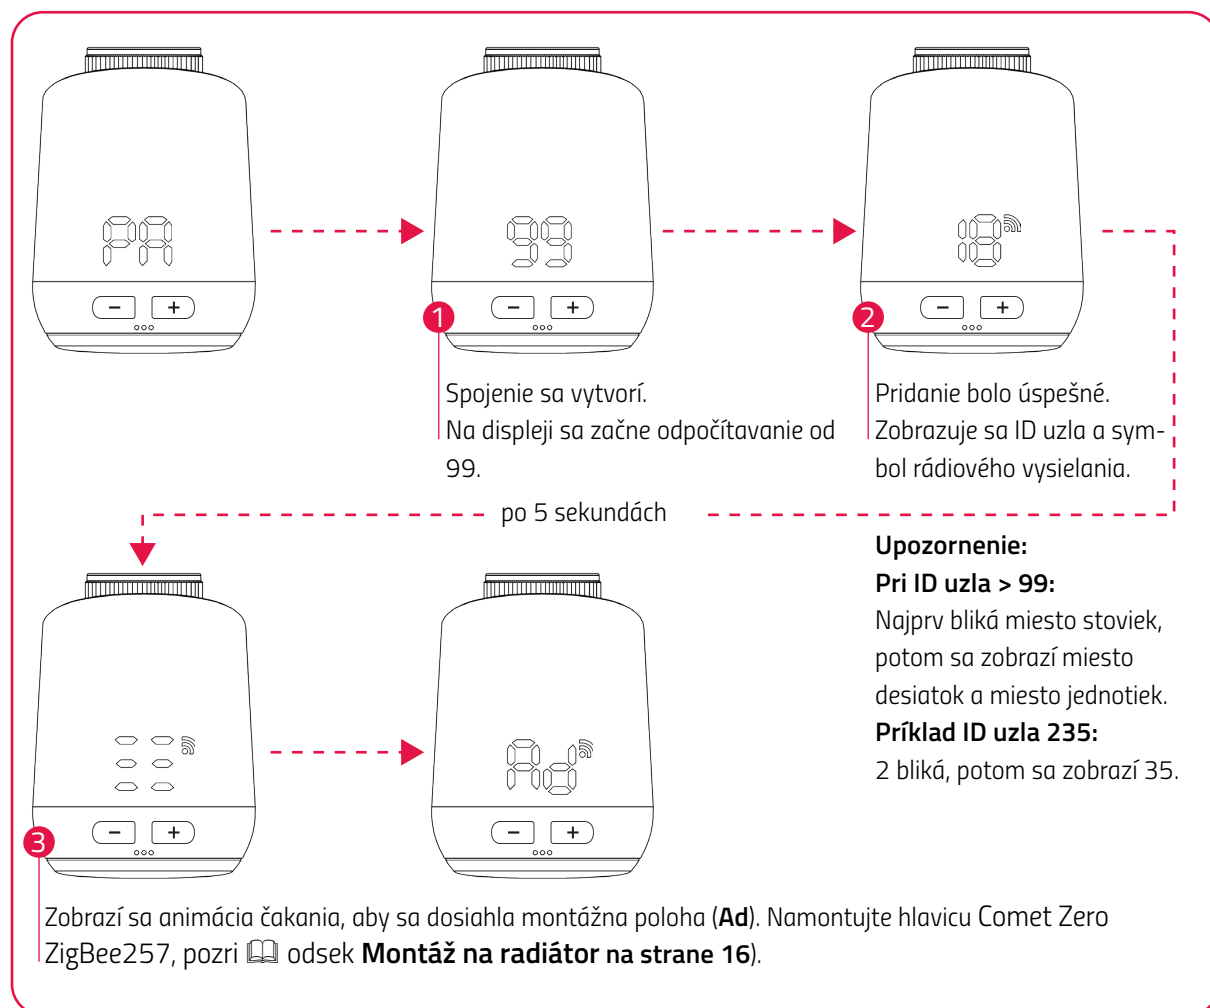 PA
99
18
− +
− +
− +
1
Spojenie sa vytvorí.
Na displeji sa začne odpočítavanie od
99.
2
Pridanie bolo úspešné.
Zobrazuje sa ID uzla a sym-
bol rádiového vysielania.
po 5 sekundách
Upozornenie:
Pri ID uzla > 99:
Najprv bliká miesto stoviek,
potom sa zobrazí miesto
desiatok a miesto jednotiek.
Príklad ID uzla 235:
2 bliká, potom sa zobrazí 35.
Ad
− +
− +
3
Zobrazí sa animácia čakania, aby sa dosiahla montážna poloha (Ad). Namontujte hlavicu Comet Zero
ZigBee257, pozri odsek Montáž na radiátor na strane 16).